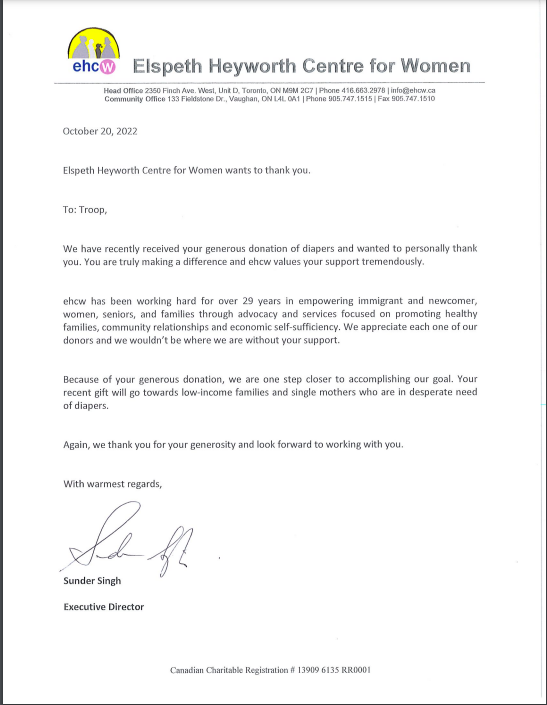 ehcw
Elspeth Heyworth Centre for Women
Head Office 2350 Finch Ave. West, Unit D, Toronto, ON M9M 2C7 | Phone 416.663.2978 | info@ehcw.ca
Community Office 133 Fieldstone Dr., Vaughan, ON L4L 0A1 | Phone 905.747.1515 | Fax 905.747.1510
October 20, 2022
Elspeth Heyworth Centre for Women wants to thank you.
To: Troop,
We have recently received your generous donation of diapers and wanted to personally thank
you. You are truly making a difference and ehcw values your support tremendously.
ehcw has been working hard for over 29 years in empowering immigrant and newcomer,
women, seniors, and families through advocacy and services focused on promoting healthy
families, community relationships and economic self-sufficiency. We appreciate each one of our
donors and we wouldn't be where we are without your support.
Because of your generous donation, we are one step closer to accomplishing our goal. Your
recent gift will go towards low-income families and single mothers who are in desperate need
of diapers.
Again, we thank you for your generosity and look forward to working with you.
With warmest regards,
Sunder Singh
Executive Director
Canadian Charitable Registration # 13909 6135 RR0001